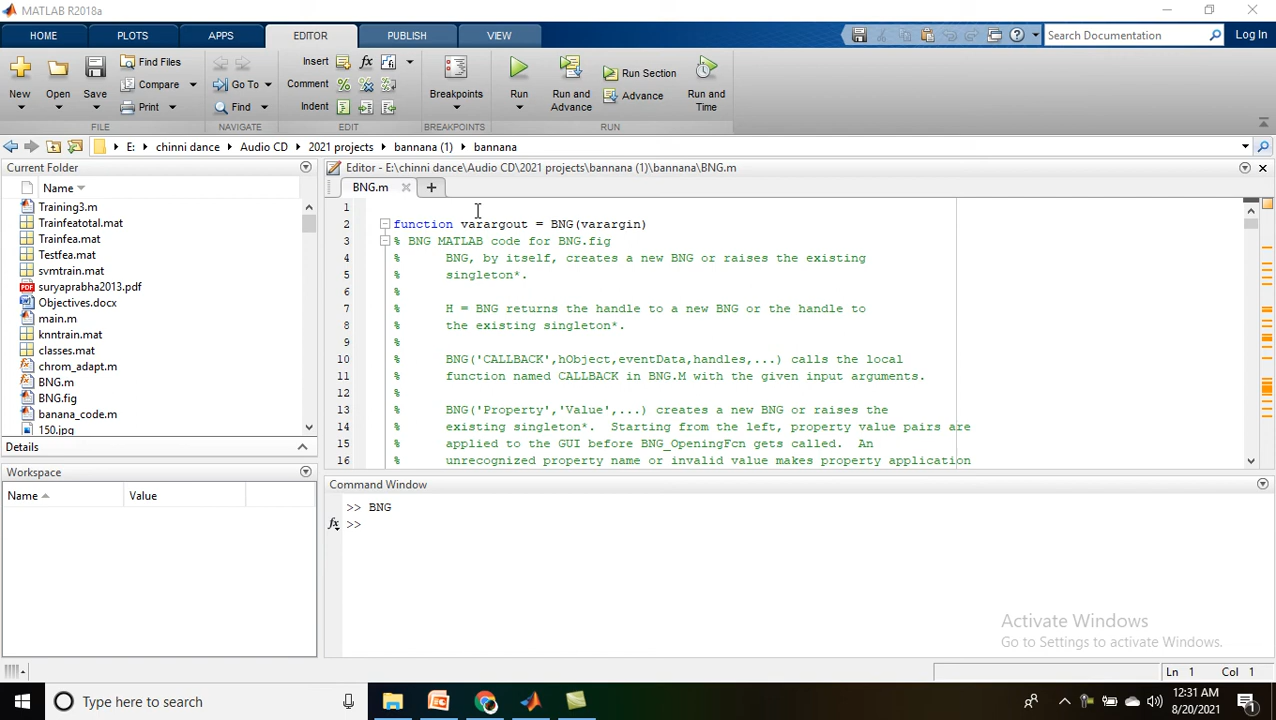 MATLAB R2018a
HOME PLOTS APPS EDITOR PUBLISH VIEW Search Documentation Log In
New Open Save Find Files Compare Print Go To Find Insert fx Comment % Indent Breakpoints Run Run and Advance Run Section Advance Run and Time
FILE NAVIGATE EDIT BREAKPOINTS RUN
E: chinni dance Audio CD 2021 projects bannana (1) bannana
Current Folder
Name
Training3.m
Trainfeatotal.mat
Trainfea.mat
Testfea.mat
svmtrain.mat
suryaprabha2013.pdf
Objectives.docx
main.m
knntrain.mat
classes.mat
chrom_adapt.m
BNG.m
BNG.fig
banana_code.m
150.jpg
Details
Workspace
Name Value
Editor - E:\chinni dance\Audio CD\2021 projects\bannana (1)\bannana\BNG.m
BNG.m
1
2 function varargout = BNG(varargin)
3 % BNG MATLAB code for BNG.fig
4 % BNG, by itself, creates a new BNG or raises the existing
5 % singleton*.
6 %
7 % H = BNG returns the handle to a new BNG or the handle to
8 % the existing singleton*.
9 %
10 % BNG('CALLBACK',hObject,eventData,handles,...) calls the local
11 % function named CALLBACK in BNG.M with the given input arguments.
12 %
13 % BNG('Property','Value',...) creates a new BNG or raises the
14 % existing singleton*.  Starting from the left, property value pairs are
15 % applied to the GUI before BNG_OpeningFcn gets called.  An
16 % unrecognized property name or invalid value makes property application
Command Window
>> BNG
fx >>
Activate Windows
Go to Settings to activate Windows.
Ln 1 Col 1
Type here to search
12:31 AM
8/20/2021
1